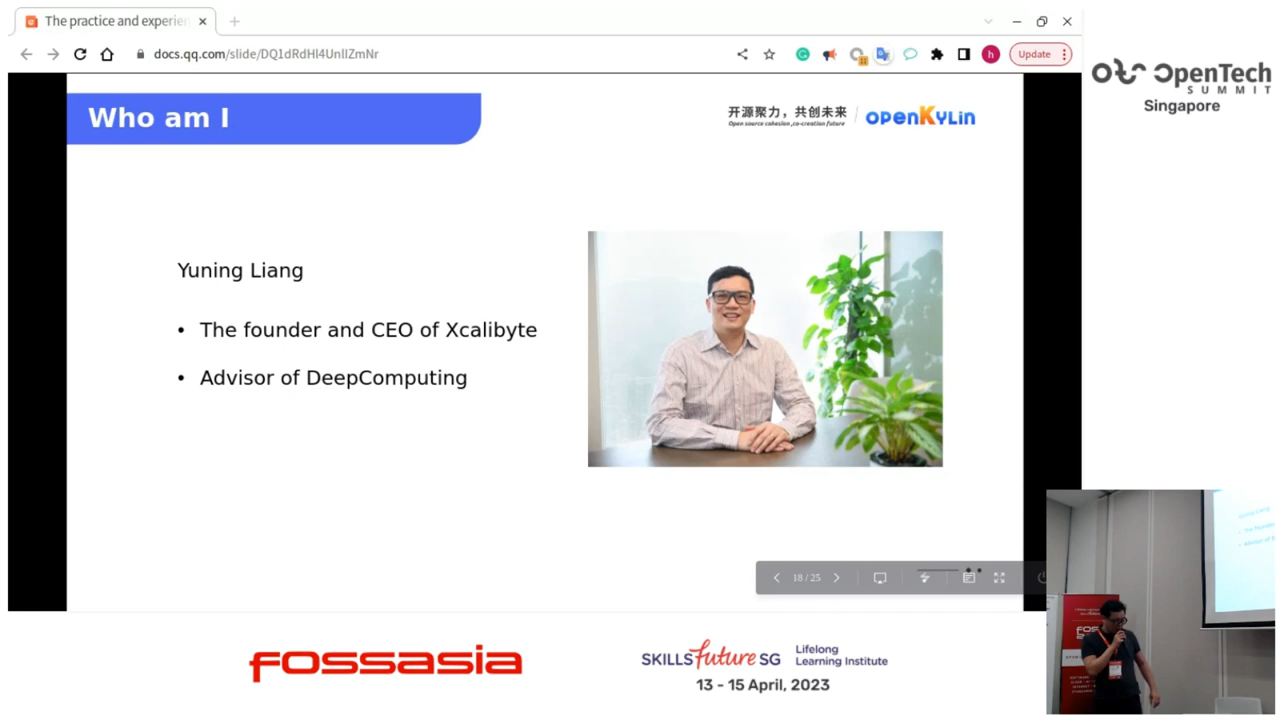 The practice and experien
docs.qq.com/slide/DQ1dRdHl4UnlIZmNr
Update
h
OpenTech
SUMMIT
Singapore
Who am I
开源聚力，共创未来
Open source cohesion,co-creation future
openKylin
Yuning Liang
• The founder and CEO of Xcalibyte
• Advisor of DeepComputing
18 / 25
Yuning Liang
fossasia
SKILLS future SG
Lifelong
Learning Institute
13 - 15 April, 2023